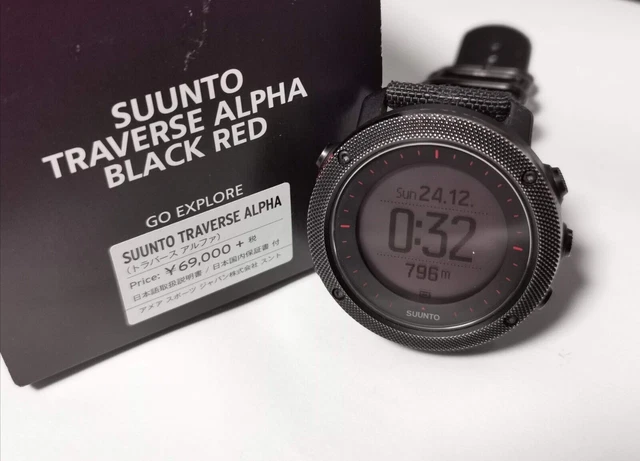 SUUNTO
TRAVERSE ALPHA
BLACK RED
GO EXPLORE
SUUNTO TRAVERSE ALPHA
（トラバース アルファ）
Price: ￥69,000 + 税
日本語取扱説明書 / 日本国内保証書 付
アメア スポーツ ジャパン株式会社 スント
Sun 24.12.
0:32
796 m
SUUNTO